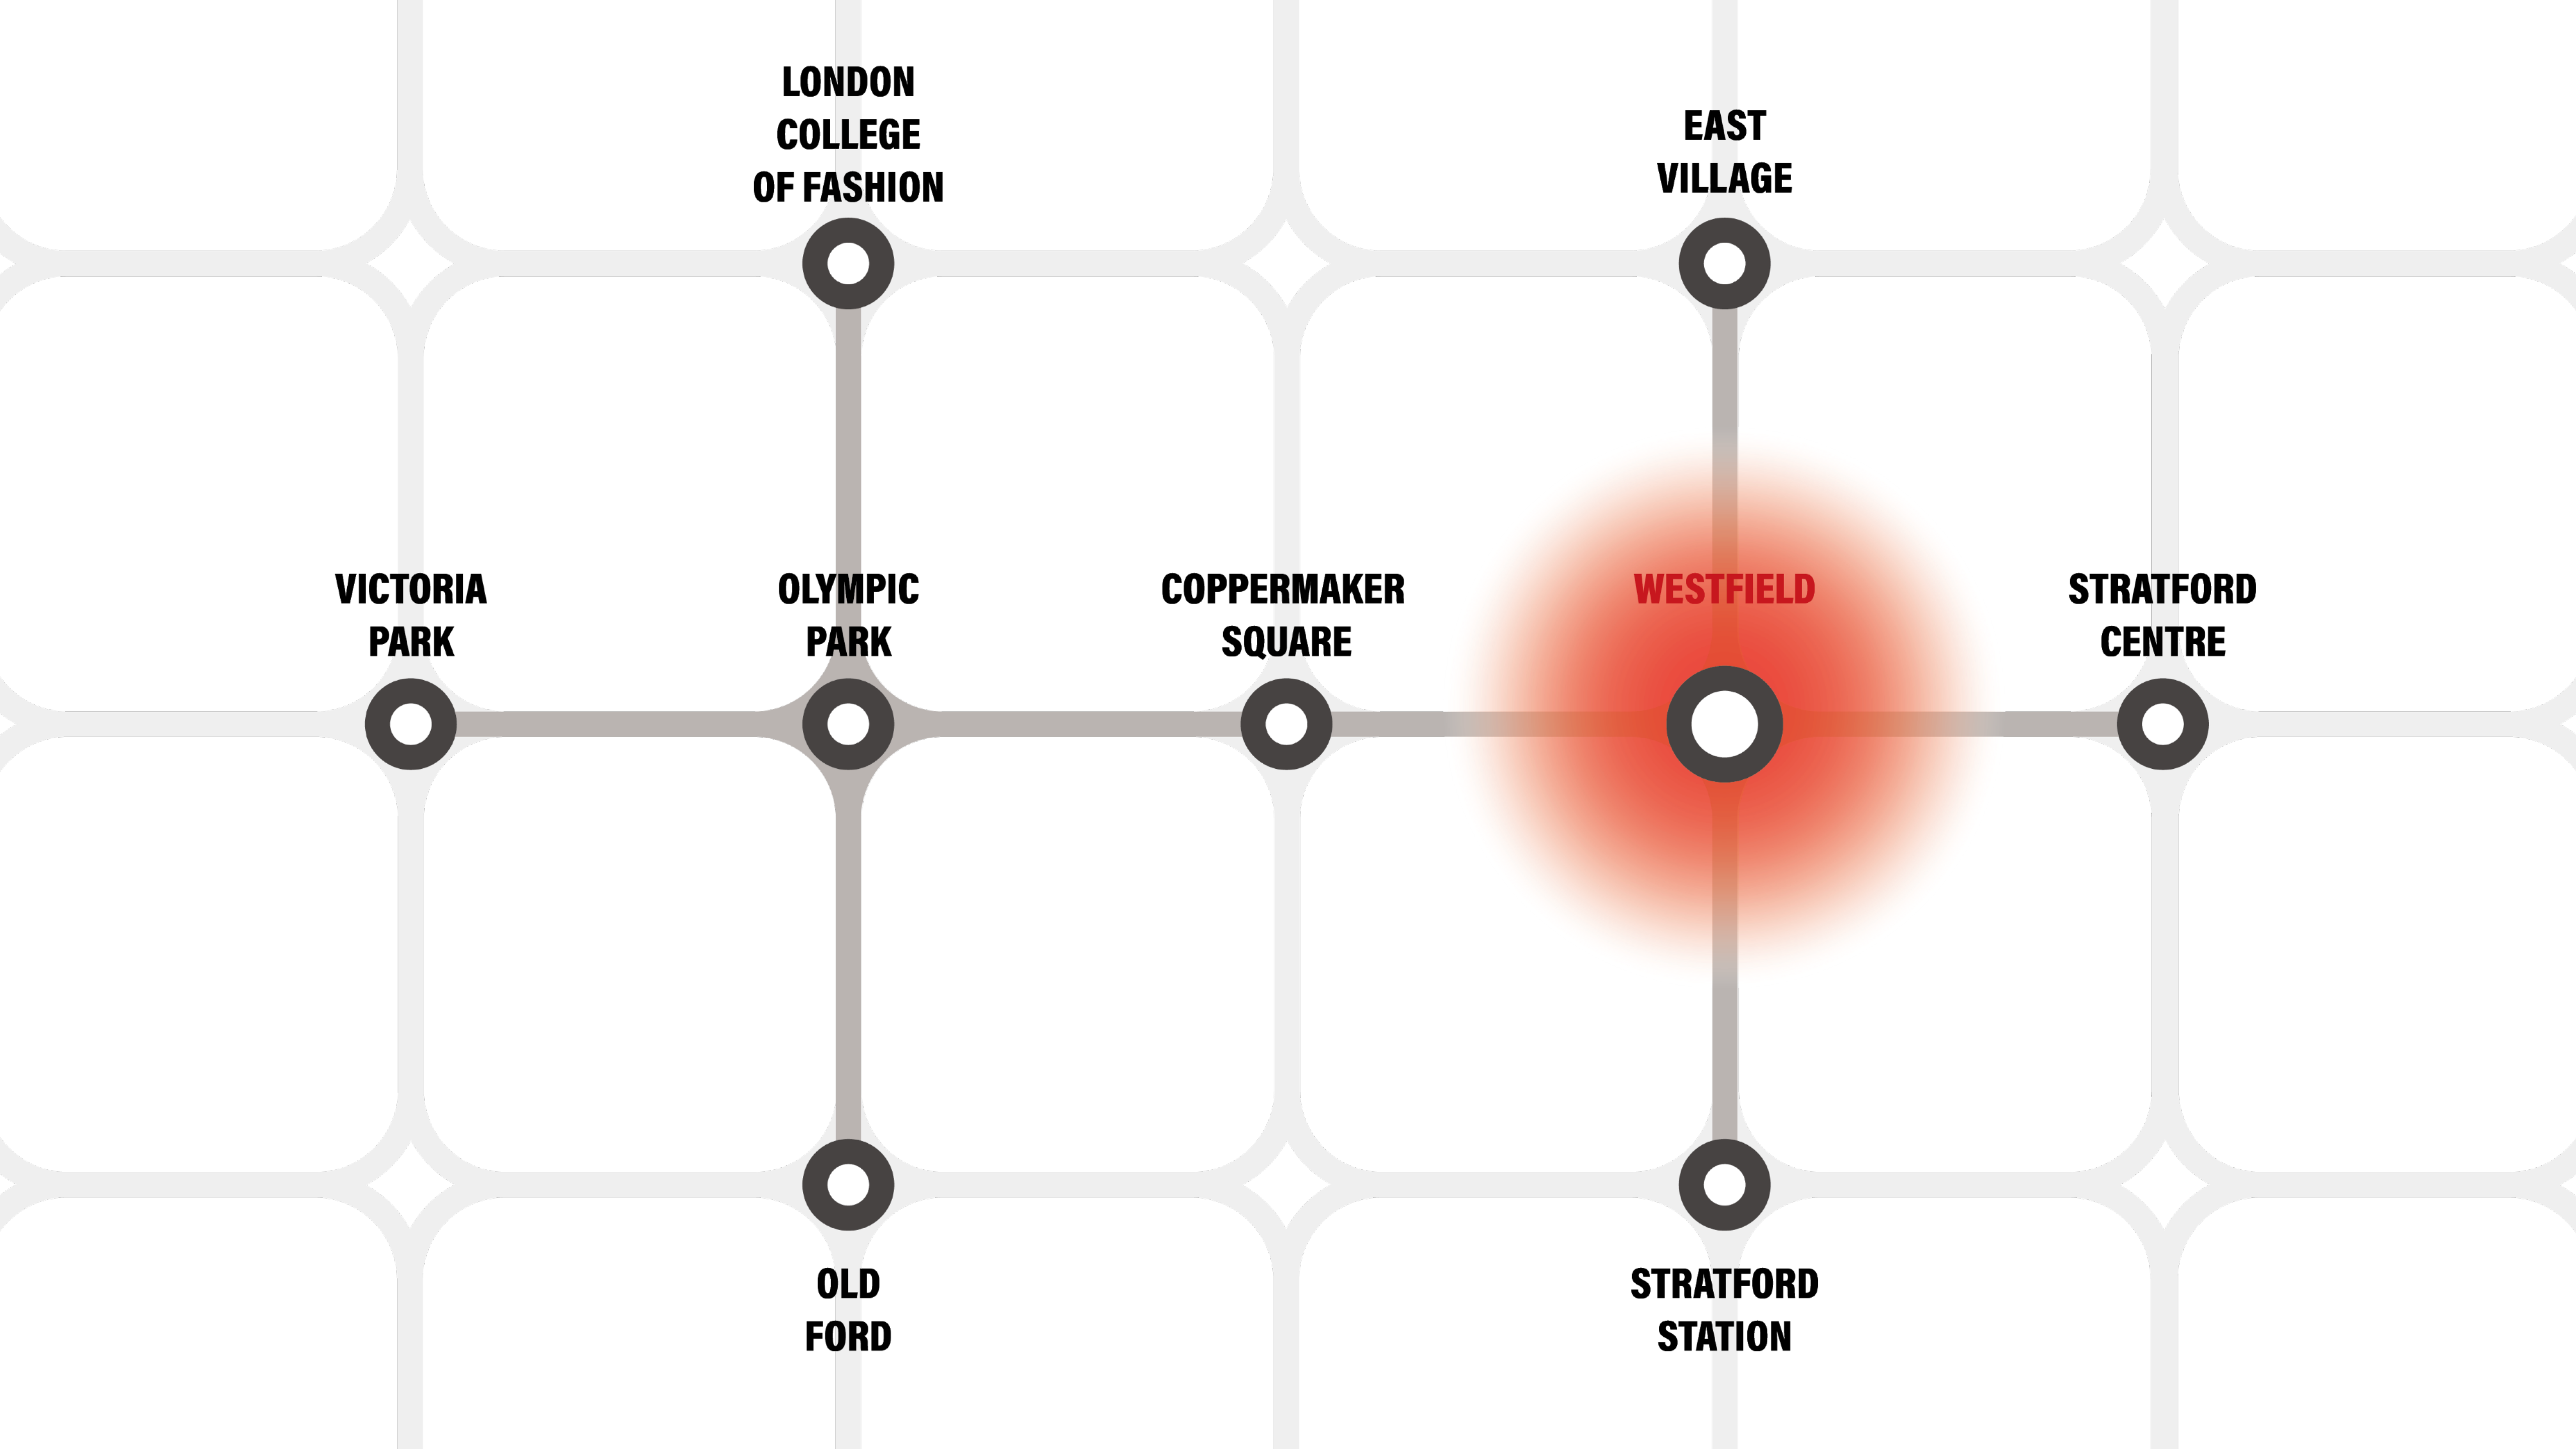 LONDON
COLLEGE
OF FASHION
EAST
VILLAGE
VICTORIA
PARK
OLYMPIC
PARK
COPPERMAKER
SQUARE
WESTFIELD
STRATFORD
CENTRE
OLD
FORD
STRATFORD
STATION